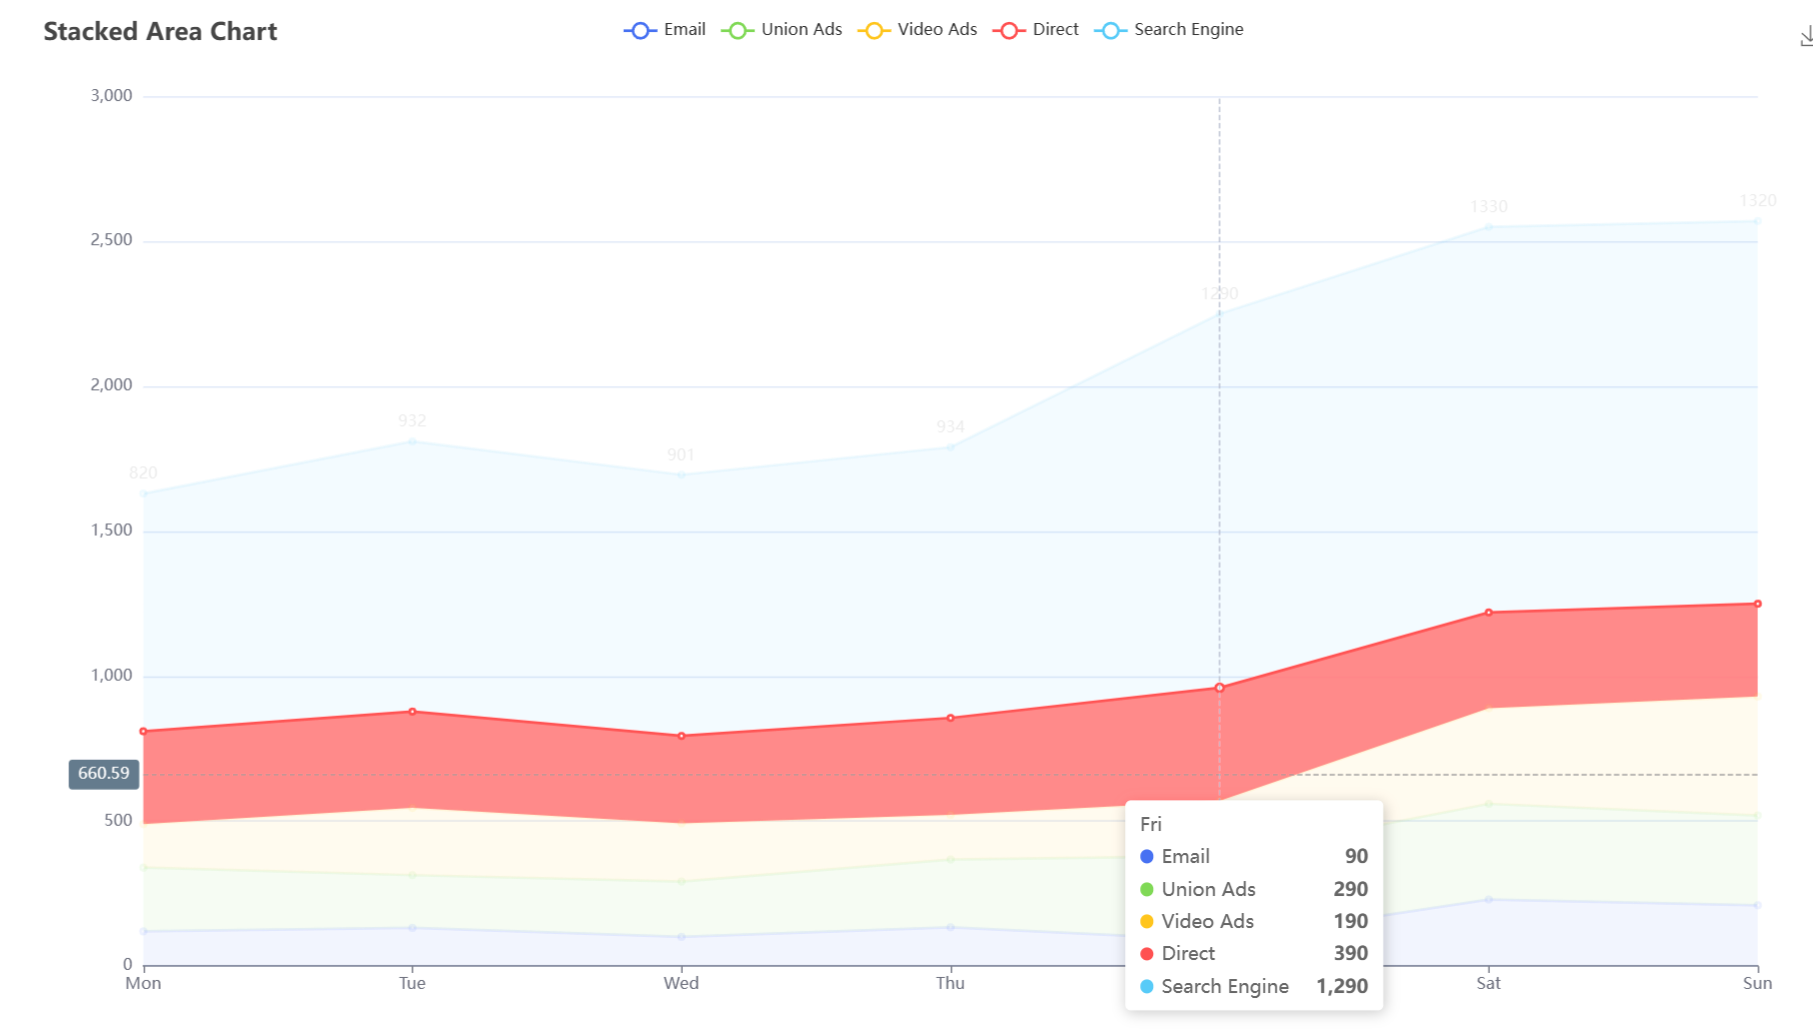 Stacked Area Chart
Email Union Ads Video Ads Direct Search Engine
3,000
2,500
2,000
1,500
1,000
500
0
820
932
901
934
1290
1330
1320
660.59
Mon Tue Wed Thu Sat Sun
Fri
Email 90
Union Ads 290
Video Ads 190
Direct 390
Search Engine 1,290